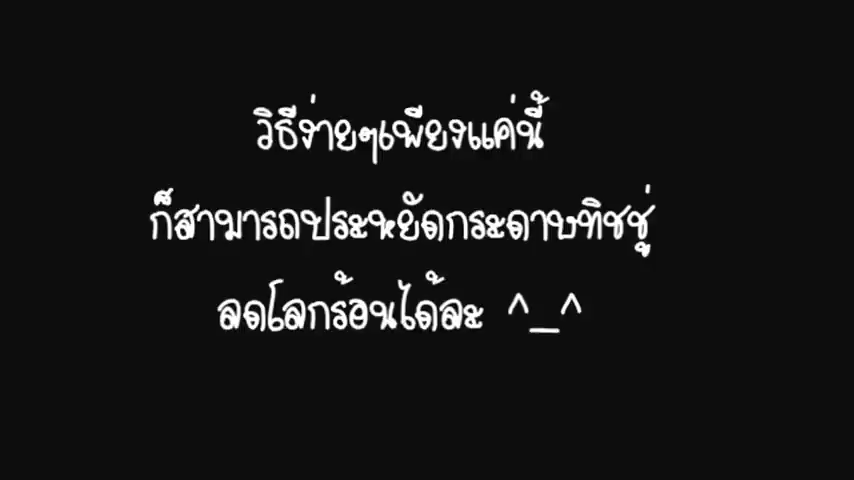 วิธีง่ายๆเพียงแค่นี้
ก็สามารถประหยัดกระดาษทิชชู่
ลดโลกร้อนได้ละ ^_^